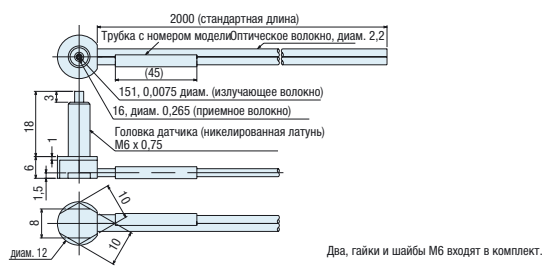 2000 (стандартная длина)
Трубка с номером модели
Оптическое волокно, диам. 2,2
(45)
151, 0,0075 диам. (излучающее волокно)
16, диам. 0,265 (приемное волокно)
3
18
Головка датчика (никелированная латунь)
M6 x 0,75
1
6
1,5
10
8
10
диам. 12
Два, гайки и шайбы M6 входят в комплект.